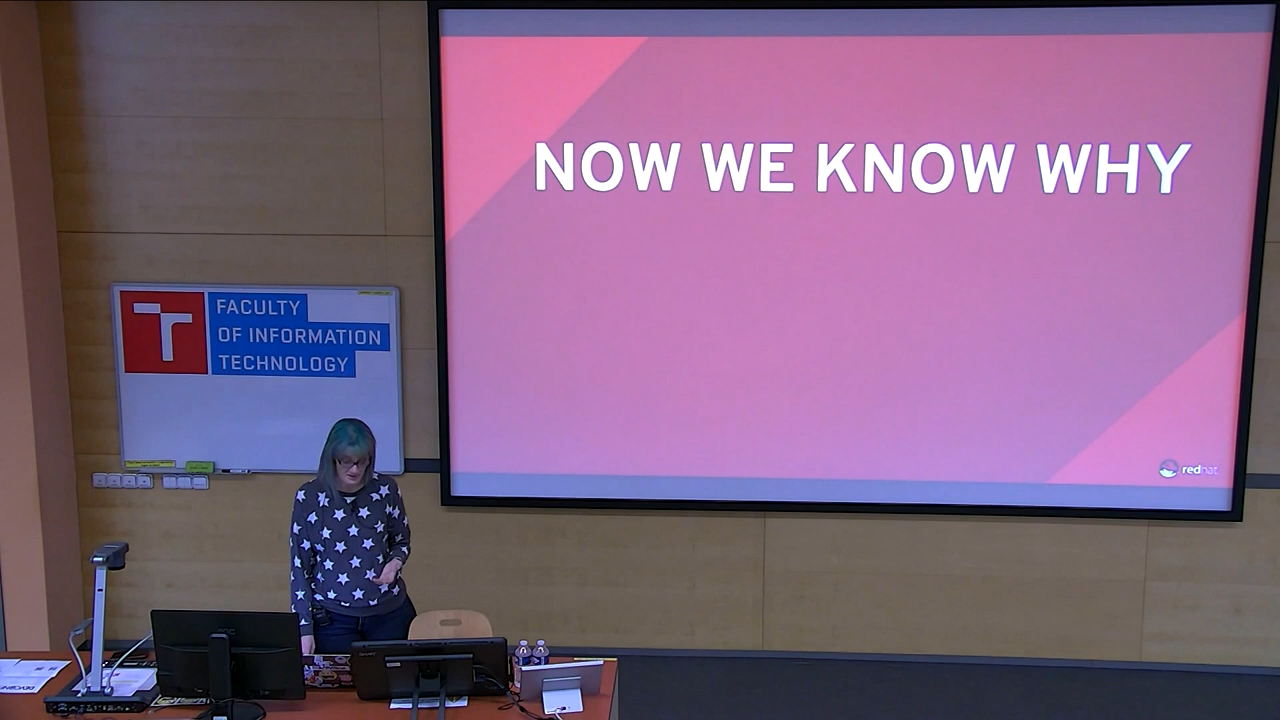 NOW WE KNOW WHY
FACULTY
OF INFORMATION
TECHNOLOGY
redhat